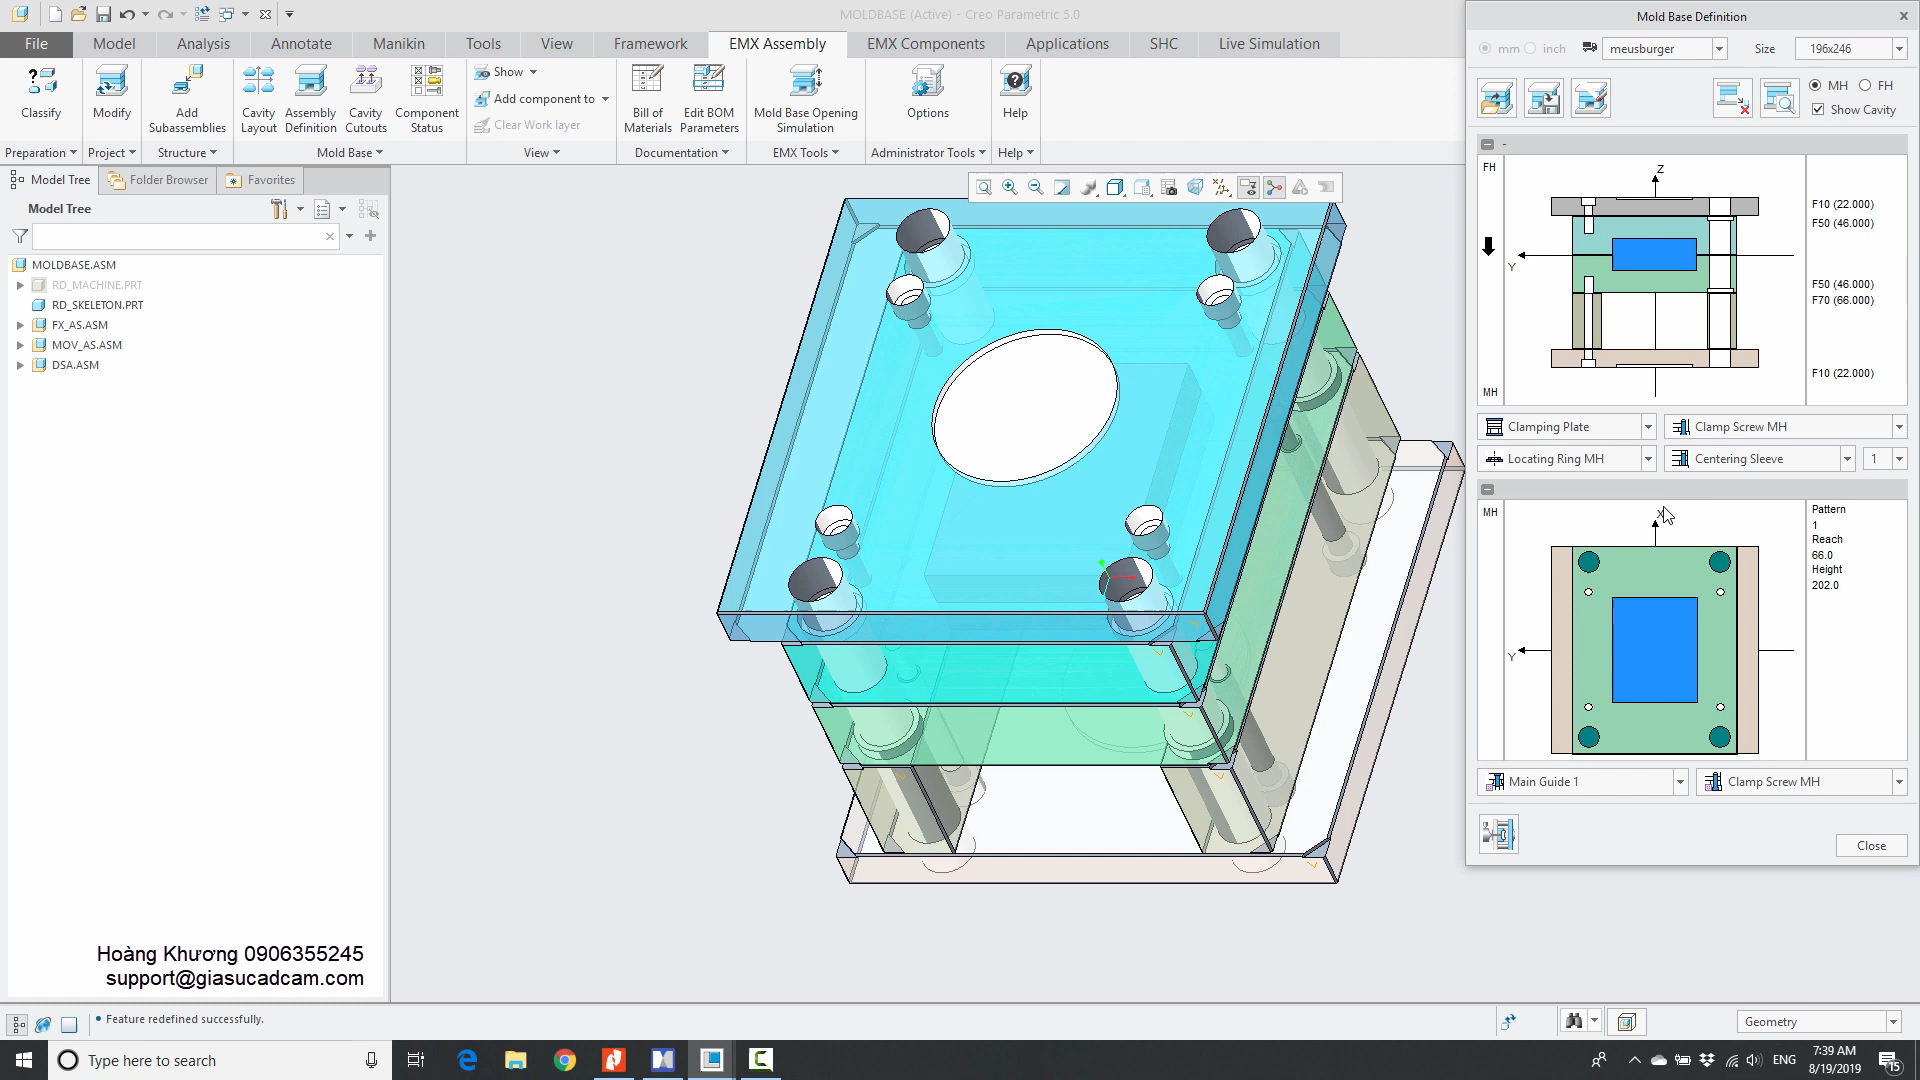 MOLDBASE (Active) - Creo Parametric 5.0
File Model Analysis Annotate Manikin Tools View Framework EMX Assembly EMX Components Applications SHC Live Simulation
Classify
Modify
Add Subassemblies
Cavity Layout
Assembly Definition
Cavity Cutouts
Component Status
Show
Add component to
Clear Work layer
Bill of Materials
Edit BOM Parameters
Mold Base Opening Simulation
Options
Help
Preparation Project Structure Mold Base View Documentation EMX Tools Administrator Tools Help
Model Tree Folder Browser Favorites
Model Tree
MOLDBASE.ASM
RD_MACHINE.PRT
RD_SKELETON.PRT
FX_AS.ASM
MOV_AS.ASM
DSA.ASM
Hoàng Khương 0906355245
support@giasucadcam.com
Mold Base Definition
mm inch meusburger Size 196x246
MH FH
Show Cavity
-
FH
Z
Y
F10 (22.000)
F50 (46.000)
F50 (46.000)
F70 (66.000)
F10 (22.000)
MH
Clamping Plate Clamp Screw MH
Locating Ring MH Centering Sleeve 1
MH
X
Y
Pattern
1
Reach
66.0
Height
202.0
Main Guide 1 Clamp Screw MH
Close
• Feature redefined successfully.
Geometry
Type here to search
ENG
7:39 AM
8/19/2019
15